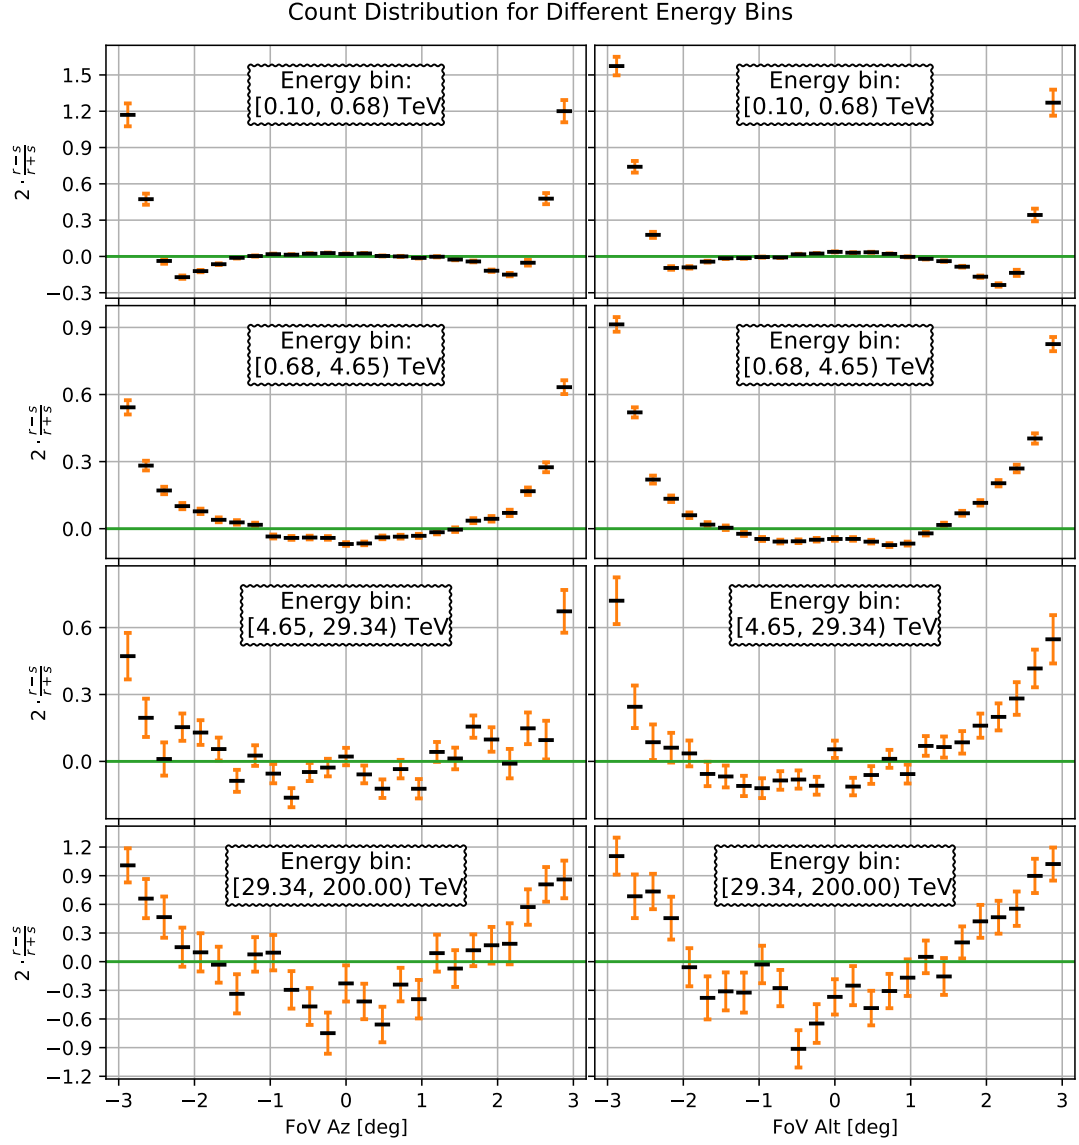 Count Distribution for Different Energy Bins
2 · r−s/r+s
1.5
1.2
0.9
0.6
0.3
0.0
−0.3
Energy bin:
[0.10, 0.68) TeV
Energy bin:
[0.10, 0.68) TeV
2 · r−s/r+s
0.9
0.6
0.3
0.0
Energy bin:
[0.68, 4.65) TeV
Energy bin:
[0.68, 4.65) TeV
2 · r−s/r+s
0.6
0.3
0.0
Energy bin:
[4.65, 29.34) TeV
Energy bin:
[4.65, 29.34) TeV
2 · r−s/r+s
1.2
0.9
0.6
0.3
0.0
−0.3
−0.6
−0.9
−1.2
Energy bin:
[29.34, 200.00) TeV
Energy bin:
[29.34, 200.00) TeV
−3 −2 −1 0 1 2 3
−3 −2 −1 0 1 2 3
FoV Az [deg]
FoV Alt [deg]